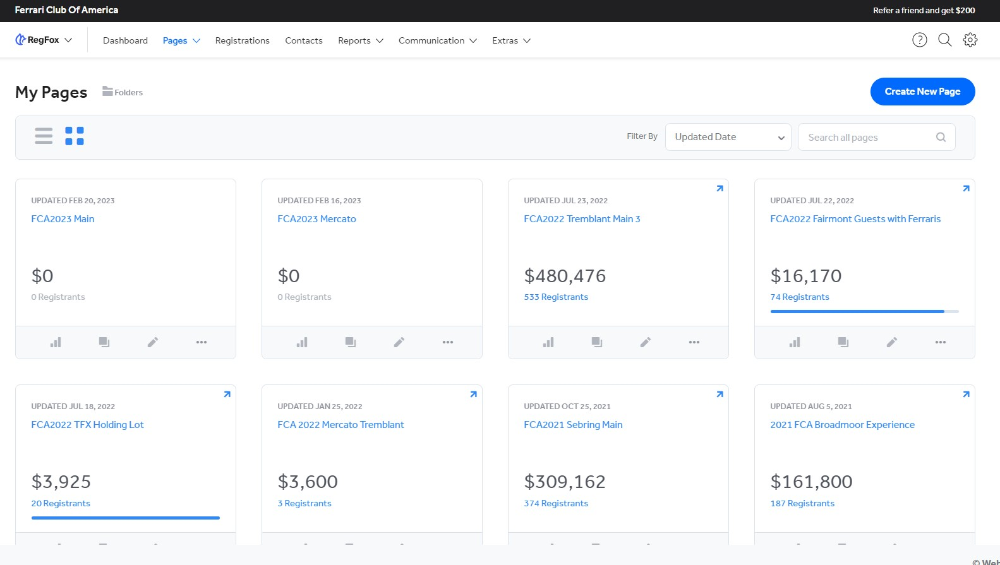 Ferrari Club Of America
Refer a friend and get $200
RegFox
Dashboard
Pages
Registrations
Contacts
Reports
Communication
Extras
?
My Pages
Folders
Create New Page
Filter By
Updated Date
Search all pages
UPDATED FEB 20, 2023
FCA2023 Main
$0
0 Registrants
UPDATED FEB 16, 2023
FCA2023 Mercato
$0
0 Registrants
UPDATED JUL 23, 2022
FCA2022 Tremblant Main 3
$480,476
533 Registrants
UPDATED JUL 22, 2022
FCA2022 Fairmont Guests with Ferraris
$16,170
74 Registrants
UPDATED JUL 18, 2022
FCA2022 TFX Holding Lot
$3,925
20 Registrants
UPDATED JAN 25, 2022
FCA 2022 Mercato Tremblant
$3,600
3 Registrants
UPDATED OCT 25, 2021
FCA2021 Sebring Main
$309,162
374 Registrants
UPDATED AUG 5, 2021
2021 FCA Broadmoor Experience
$161,800
187 Registrants